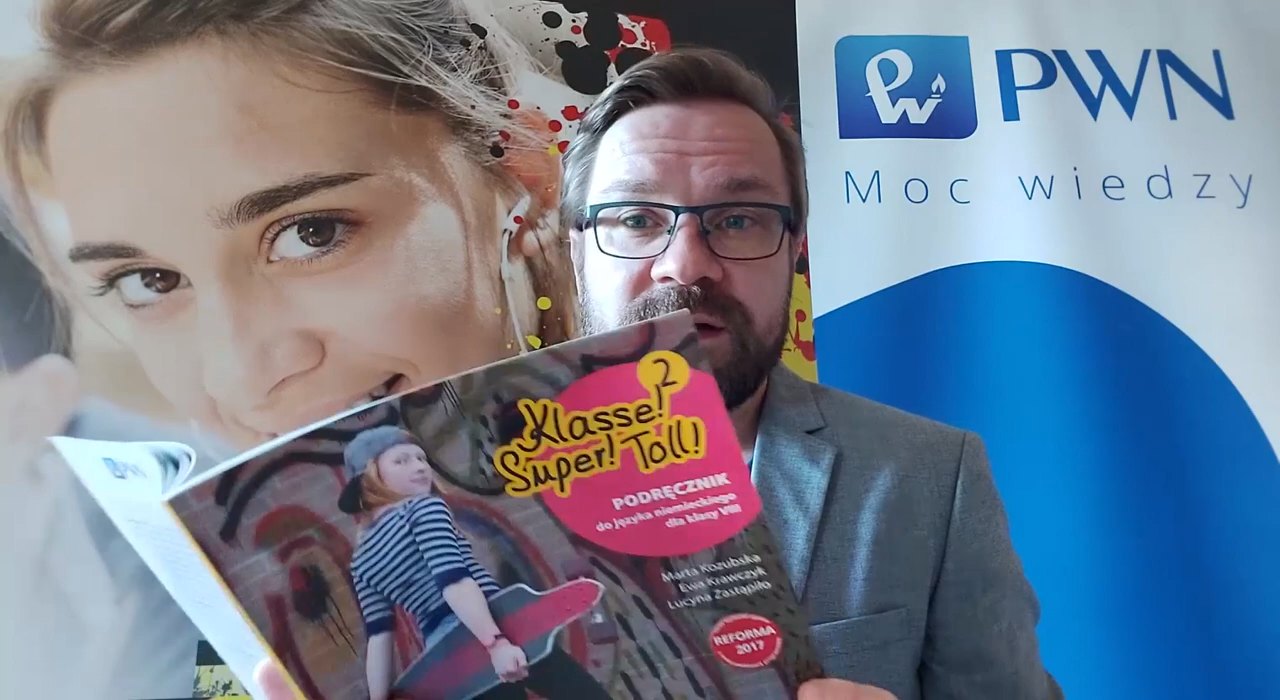 PW
PWN
Moc wiedzy
2
Klasse!
Super! Toll!
PODRĘCZNIK
do języka niemieckiego
dla klasy VIII
Marta Kozubska
Ewa Krawczyk
Lucyna Zastąpiło
REFORMA
2017